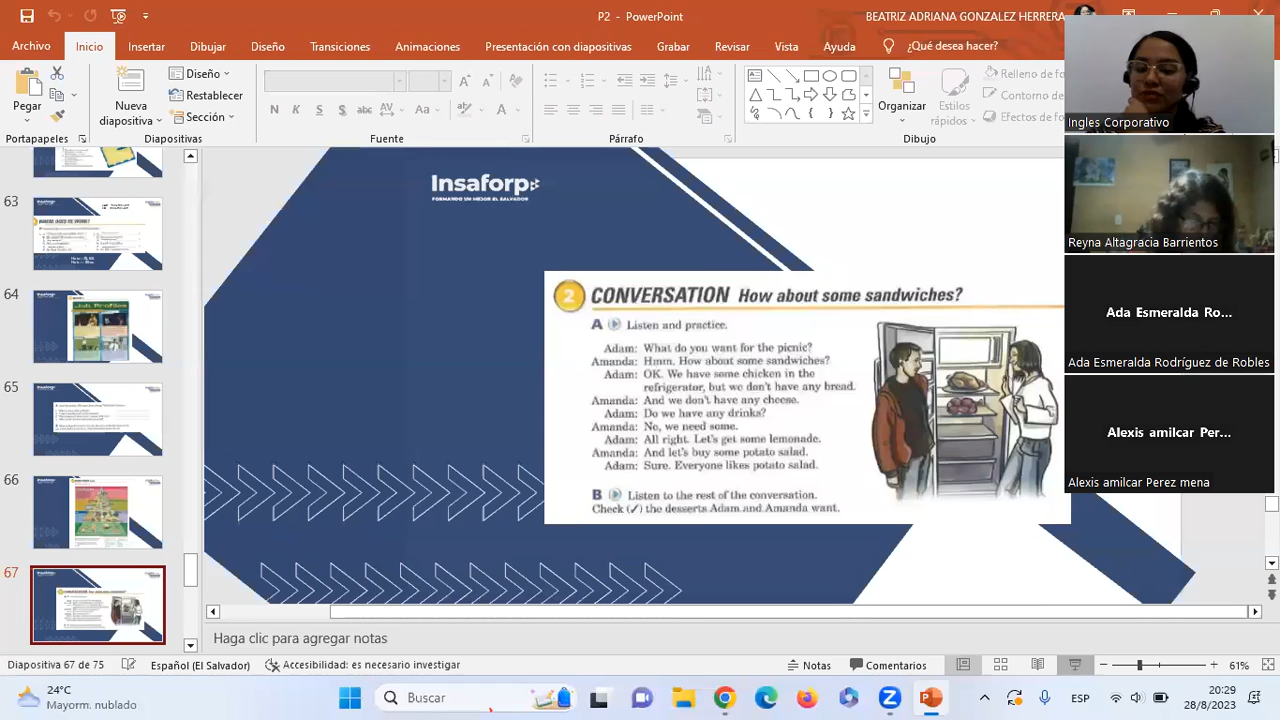 P2 - PowerPoint
BEATRIZ ADRIANA GONZALEZ HERRERA
Archivo
Inicio
Insertar
Dibujar
Diseño
Transiciones
Animaciones
Presentación con diapositivas
Grabar
Revisar
Vista
Ayuda
¿Qué desea hacer?
Pegar
Nueva
diapositiva
Diseño
Restablecer
Sección
N
K
S
S
abc
AV
Aa
A
Organizar
Estilos
rápidos
Relleno de fo
Contorno de
Efectos de fo
Portapapeles
Diapositivas
Fuente
Párrafo
Dibujo
Ingles Corporativo
Reyna Altagracia Barriento
Ada Esmeralda Ro...
Ada Esmeralda Rodríguez de Robles
Alexis amilcar Per...
Alexis amilcar Perez mena
63
64
Job Profiles
65
66
67
Insaforp
FORMANDO UN MEJOR EL SALVADOR
2 CONVERSATION How about some sandwiches?
A Listen and practice.
Adam: What do you want for the picnic?
Amanda: Hmm. How about some sandwiches?
Adam: OK. We have some chicken in the
refrigerator, but we don't have any bread.
Amanda: And we don't have any cheese.
Adam: Do we have any drinks?
Amanda: No, we need some.
Adam: All right. Let's get some lemonade.
Amanda: And let's buy some potato salad.
Adam: Sure. Everyone likes potato salad.
B Listen to the rest of the conversation.
Check (✓) the desserts Adam and Amanda want.
Haga clic para agregar notas
Diapositiva 67 de 75
Español (El Salvador)
Accesibilidad: es necesario investigar
Notas
Comentarios
61%
24°C
Mayorm. nublado
Buscar
ESP
20:29
28/8/2023